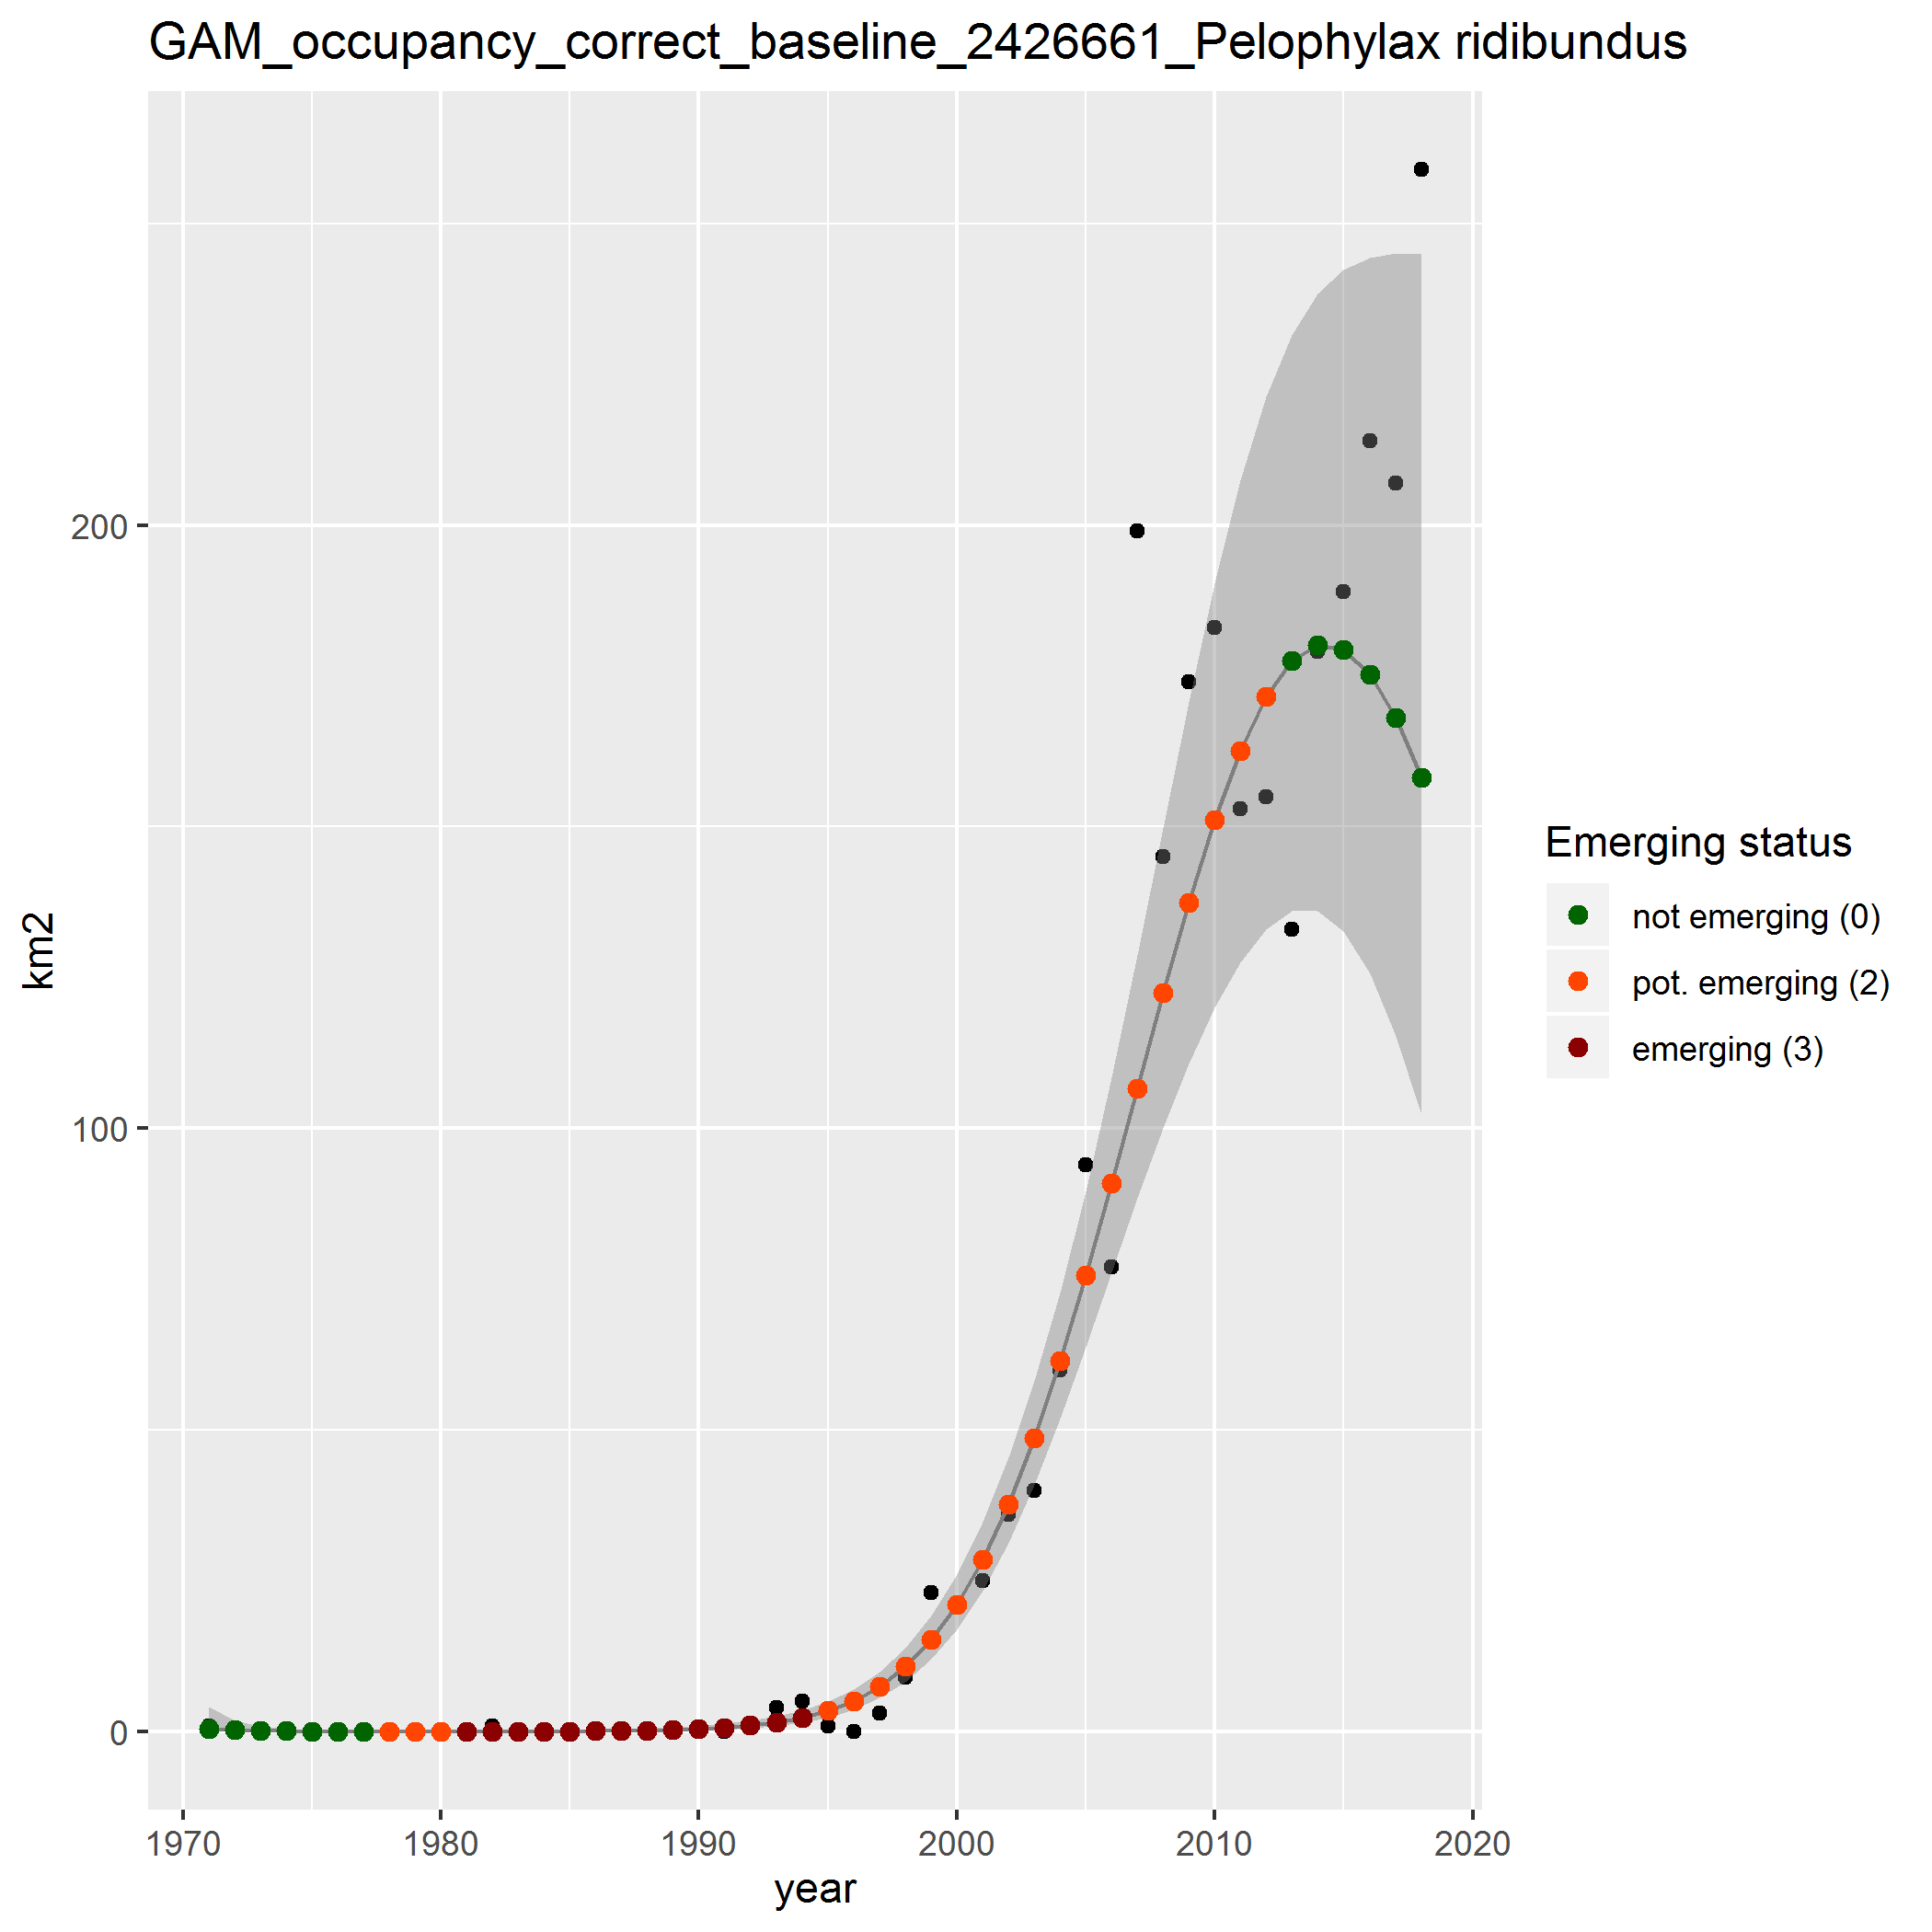 GAM_occupancy_correct_baseline_2426661_Pelophylax ridibundus
km2
200
100
0
1970 1980 1990 2000 2010 2020
year
Emerging status
not emerging (0)
pot. emerging (2)
emerging (3)